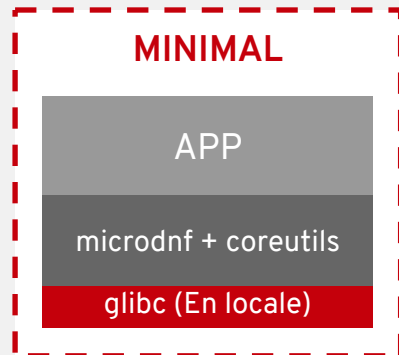 MINIMAL
APP
microdnf + coreutils
glibc (En locale)